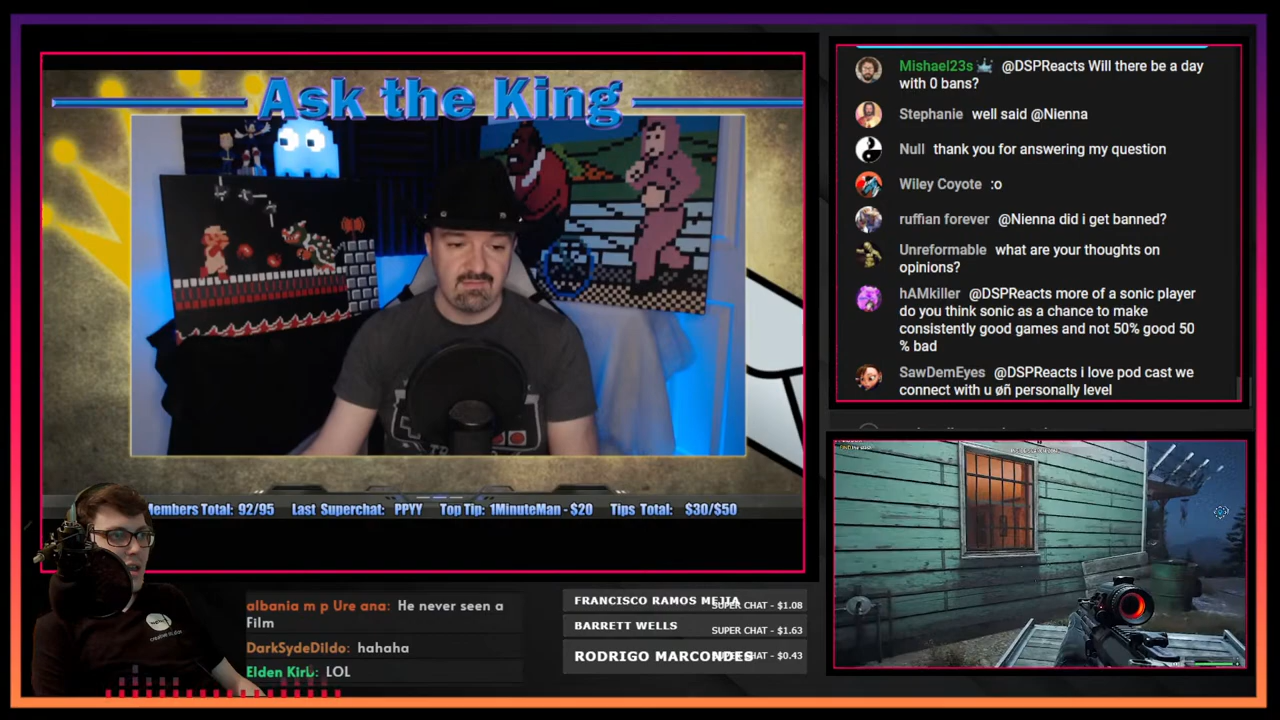 Ask the King
Members Total: 92/95 Last Superchat: PPYY Top Tip: 1MinuteMan - $20 Tips Total: $30/$50
Mishael23s @DSPReacts Will there be a day
with 0 bans?
Stephanie well said @Nienna
Null thank you for answering my question
Wiley Coyote :o
ruffian forever @Nienna did i get banned?
Unreformable what are your thoughts on
opinions?
hAMkiller @DSPReacts more of a sonic player
do you think sonic as a chance to make
consistently good games and not 50% good 50
% bad
SawDemEyes @DSPReacts i love pod cast we
connect with u øñ personally level
albania m p Ure ana: He never seen a
Film
DarkSydeDildo: hahaha
Elden Kirb: LOL
FRANCISCO RAMOS MEJIA SUPER CHAT - $1.08
BARRETT WELLS SUPER CHAT - $1.63
RODRIGO MARCONDES SUPER CHAT - $0.43